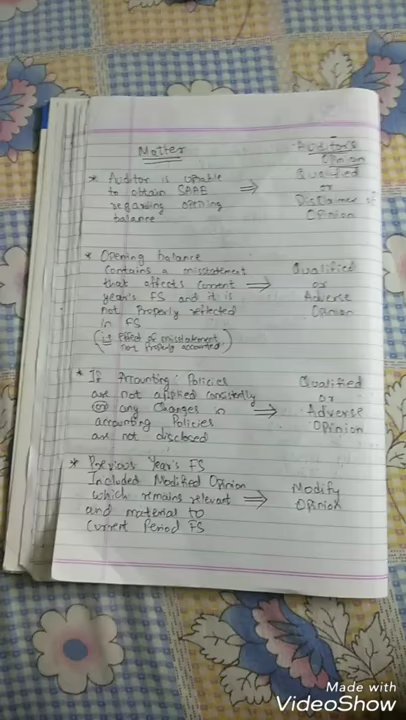 Matter
Auditor's
Opinion
* Auditor is unable
to obtain SAAE ⇒
regarding opening
balance
Qualified
or
Disclaimer of
Opinion
* Opening balance
contains a misstatement
that affects current ⇒
year's FS and it is
not Properly reflected
in FS
(ie effect of misstatement
not properly accounted)
Qualified
or
Adverse
Opinion
* If Accounting Policies
are not applied consistently
or any Changes in ⇒
accounting Policies
are not disclosed
Qualified
or
Adverse
Opinion
* Previous Year's FS
Included Modified Opinion
which remains relevant ⇒
and material to
Current Period FS
Modify
Opinion
Made with
VideoShow